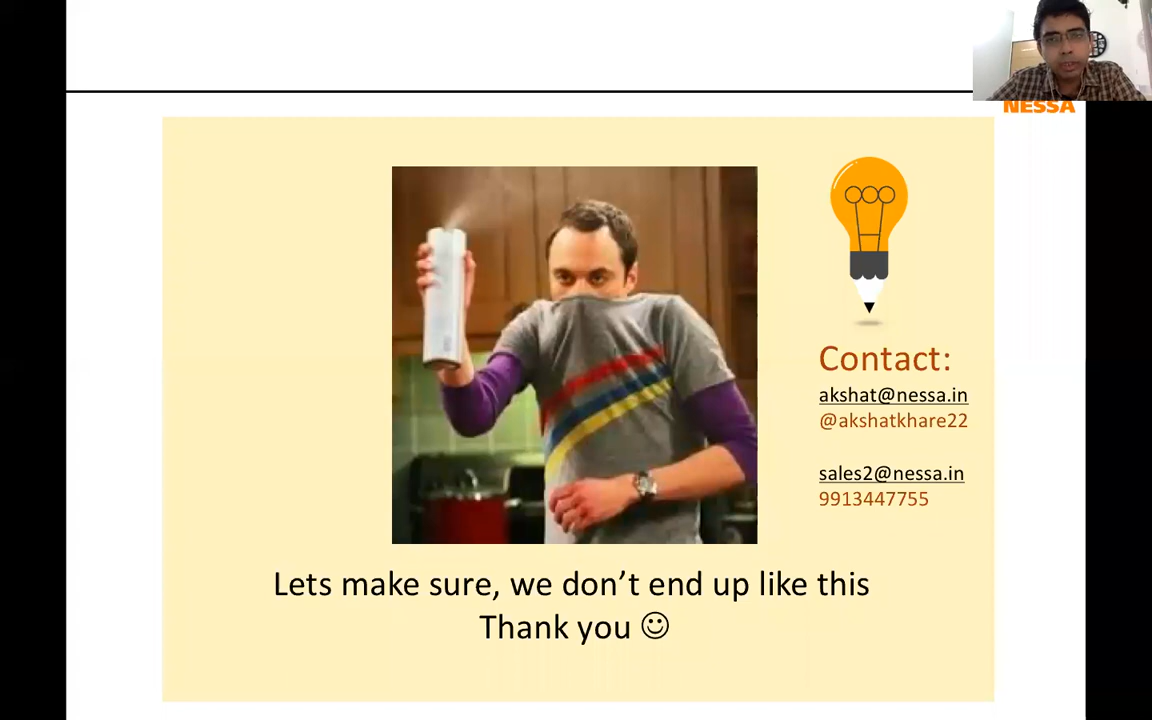 NESSA
Contact:
akshat@nessa.in
@akshatkhare22
sales2@nessa.in
9913447755
Lets make sure, we don’t end up like this
Thank you ☺